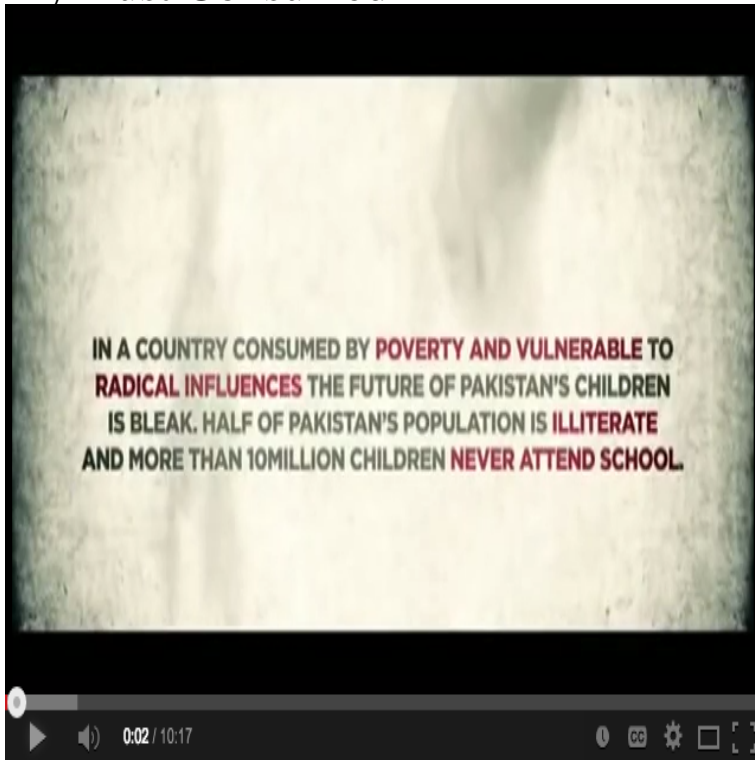 IN A COUNTRY CONSUMED BY POVERTY AND VULNERABLE TO
RADICAL INFLUENCES THE FUTURE OF PAKISTAN'S CHILDREN
IS BLEAK. HALF OF PAKISTAN'S POPULATION IS ILLITERATE
AND MORE THAN 10MILLION CHILDREN NEVER ATTEND SCHOOL.
0:02 / 10:17
CC